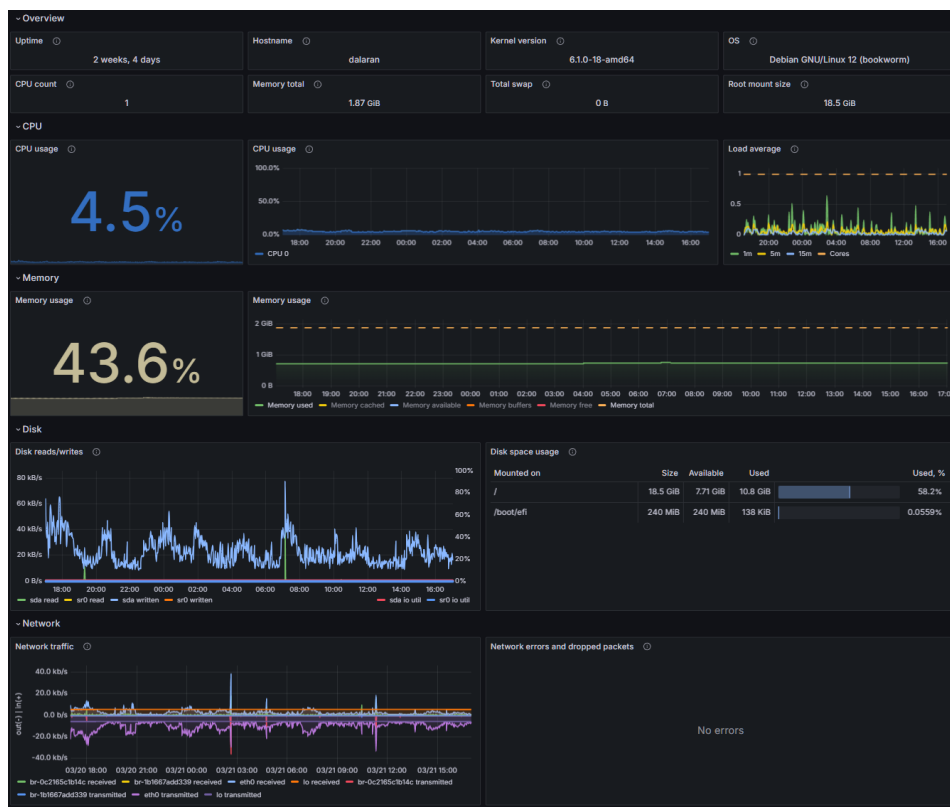 Overview
Uptime
2 weeks, 4 days
Hostname
dalaran
Kernel version
6.1.0-18-amd64
OS
Debian GNU/Linux 12 (bookworm)
CPU count
1
Memory total
1.87 GiB
Total swap
0 B
Root mount size
18.5 GiB
CPU
CPU usage
4.5%
CPU usage
100.0%
50.0%
0.0%
18:00 20:00 22:00 00:00 02:00 04:00 06:00 08:00 10:00 12:00 14:00 16:00
CPU 0
Load average
1
0.5
0
20:00 00:00 04:00 08:00 12:00 16:00
1m 5m 15m Cores
Memory
Memory usage
43.6%
Memory usage
2 GiB
1 GiB
0 B
18:00 19:00 20:00 21:00 22:00 23:00 00:00 01:00 02:00 03:00 04:00 05:00 06:00 07:00 08:00 09:00 10:00 11:00 12:00 13:00 14:00 15:00 16:00 17:0
Memory used Memory cached Memory available Memory buffers Memory free Memory total
Disk
Disk reads/writes
80 kB/s
60 kB/s
40 kB/s
20 kB/s
0 B/s
100%
80%
60%
40%
20%
0%
18:00 20:00 22:00 00:00 02:00 04:00 06:00 08:00 10:00 12:00 14:00 16:00
sda read sr0 read sda written sr0 written sda io util sr0 io util
Disk space usage
Mounted on Size Available Used Used, %
/ 18.5 GiB 7.71 GiB 10.8 GiB 58.2%
/boot/efi 240 MiB 240 MiB 138 KiB 0.0559%
Network
Network traffic
out(-) | in(+)
40.0 kb/s
20.0 kb/s
0.0 b/s
-20.0 kb/s
-40.0 kb/s
03/20 18:00 03/20 21:00 03/21 00:00 03/21 03:00 03/21 06:00 03/21 09:00 03/21 12:00 03/21 15:00
br-0c2165c1b14c received br-1b1667add339 received eth0 received lo received br-0c2165c1b14c transmitted
br-1b1667add339 transmitted eth0 transmitted lo transmitted
Network errors and dropped packets
No errors